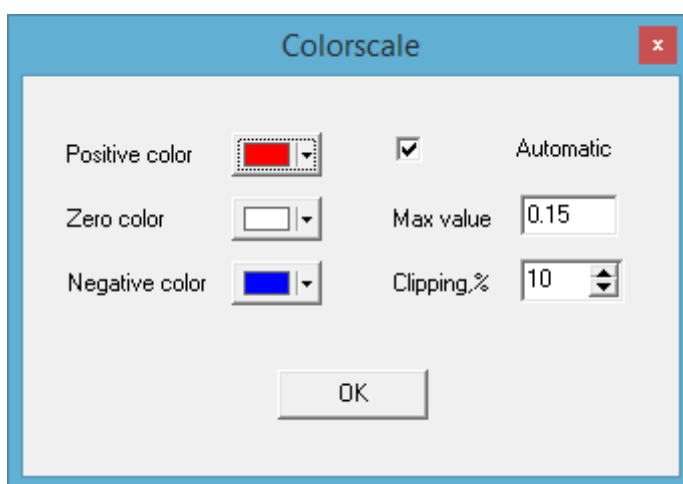 Colorscale
x
Positive color
Automatic
Zero color
Max value
0.15
Negative color
Clipping,%
10
OK